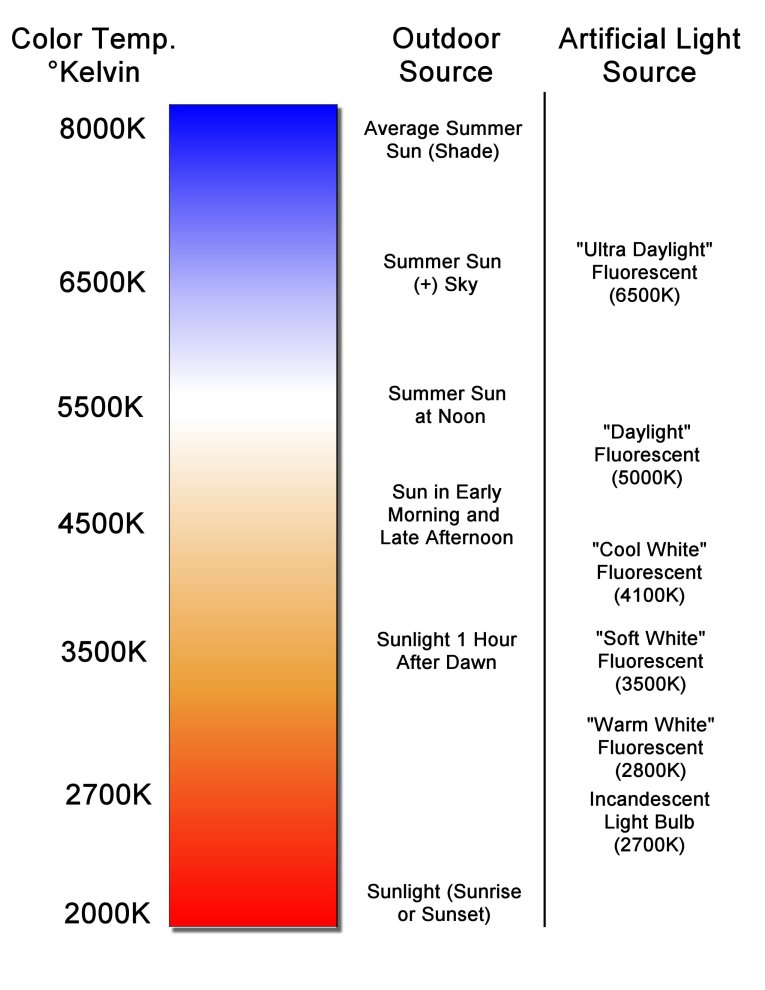 Color Temp.
°Kelvin
Outdoor
Source
Artificial Light
Source
8000K
Average Summer
Sun (Shade)
6500K
Summer Sun
(+) Sky
"Ultra Daylight"
Fluorescent
(6500K)
5500K
Summer Sun
at Noon
"Daylight"
Fluorescent
(5000K)
4500K
Sun in Early
Morning and
Late Afternoon
"Cool White"
Fluorescent
(4100K)
3500K
Sunlight 1 Hour
After Dawn
"Soft White"
Fluorescent
(3500K)
"Warm White"
Fluorescent
(2800K)
2700K
Incandescent
Light Bulb
(2700K)
2000K
Sunlight (Sunrise
or Sunset)